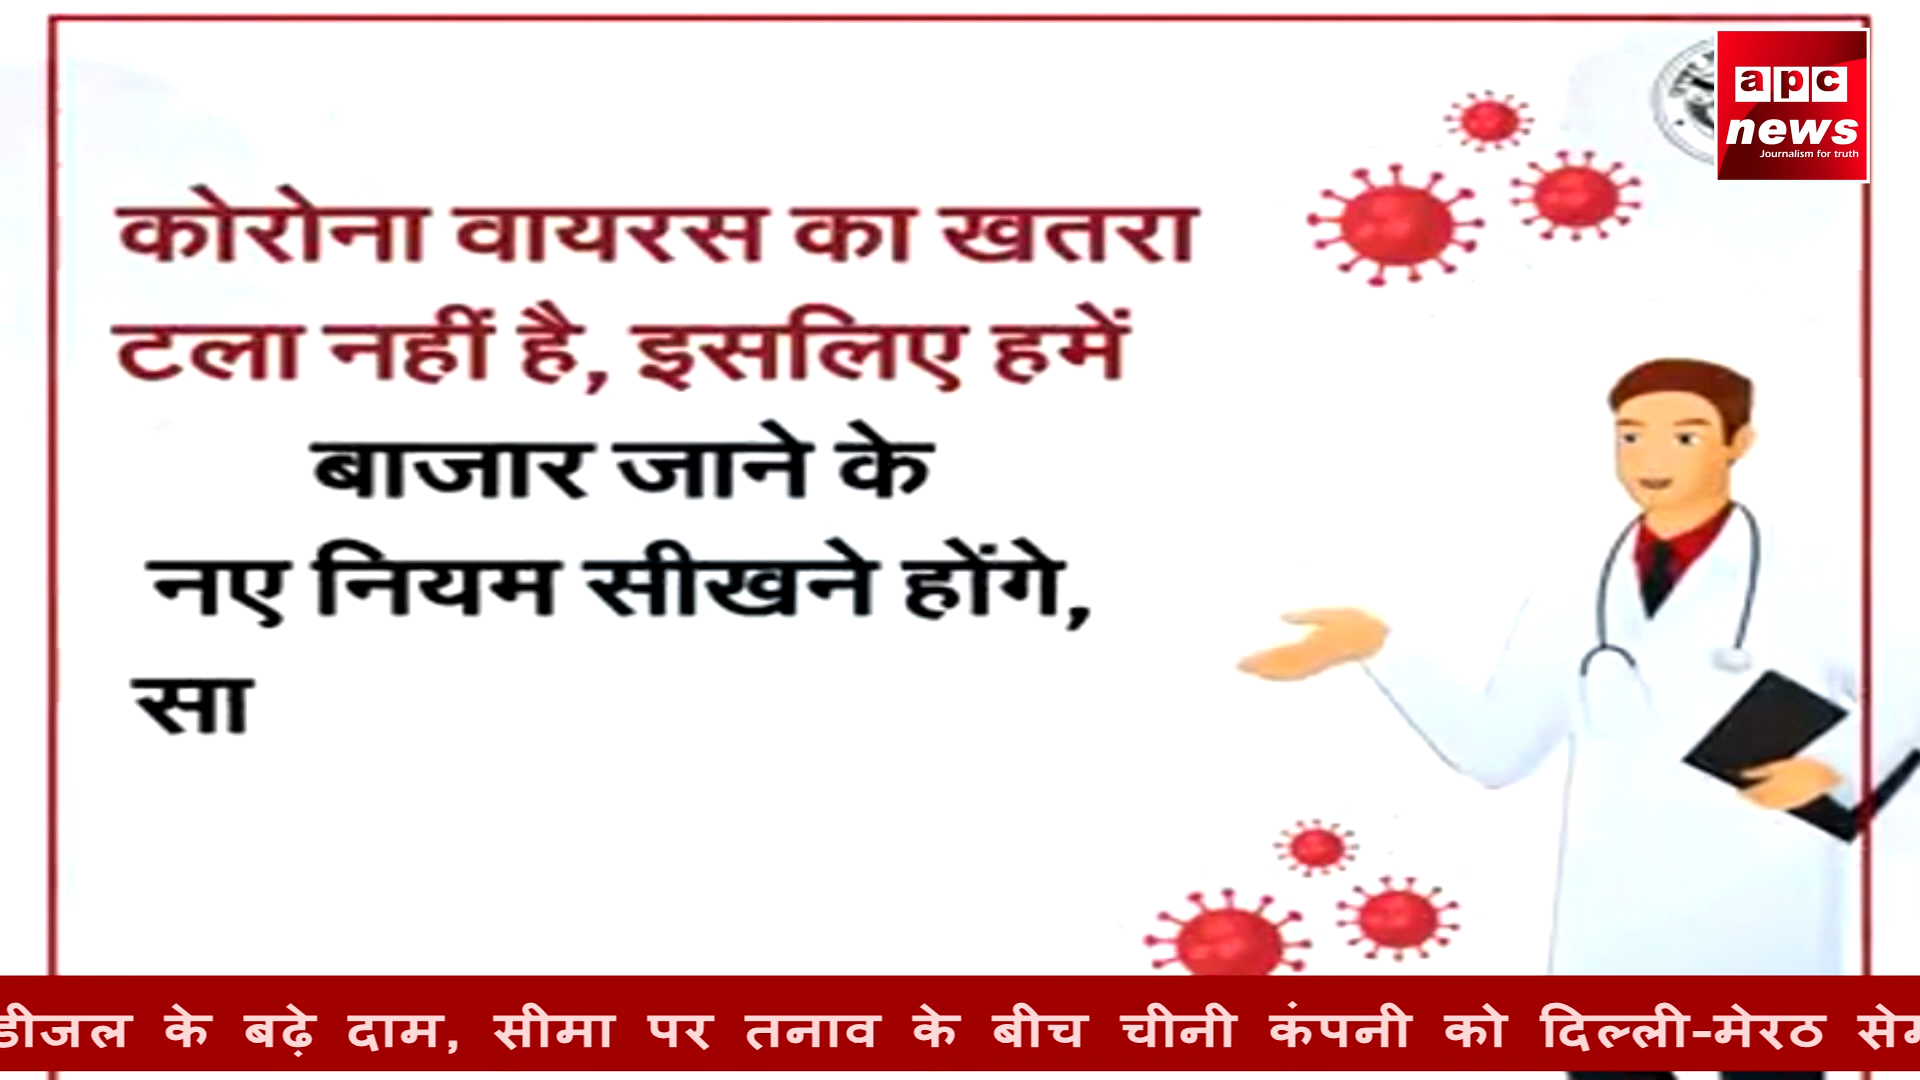 apc
news
Journalism for truth
कोरोना वायरस का खतरा
टला नहीं है, इसलिए हमें
बाजार जाने के
नए नियम सीखने होंगे,
सा
डीजल के बढ़े दाम, सीमा पर तनाव के बीच चीनी कंपनी को दिल्ली-मेरठ